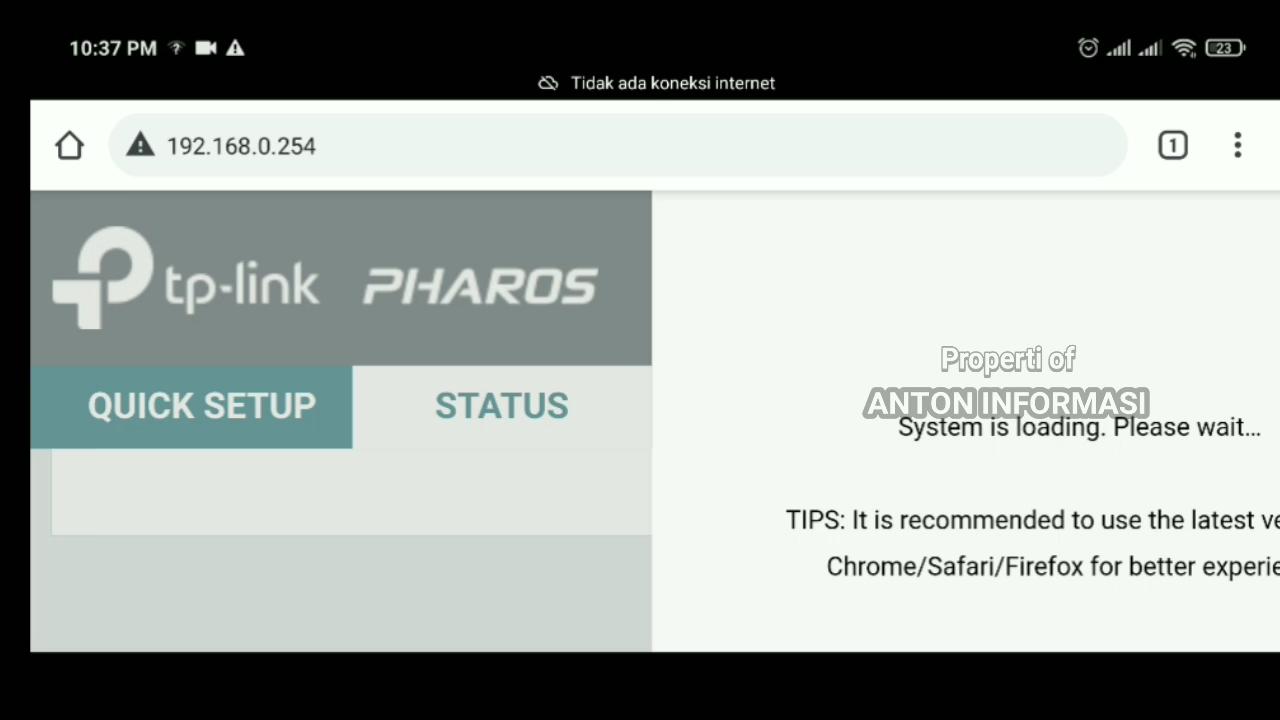 10:37 PM
23
Tidak ada koneksi internet
192.168.0.254
1
tp-link PHAROS
QUICK SETUP
STATUS
Properti of
ANTON INFORMASI
System is loading. Please wait...
TIPS: It is recommended to use the latest ve
Chrome/Safari/Firefox for better experie